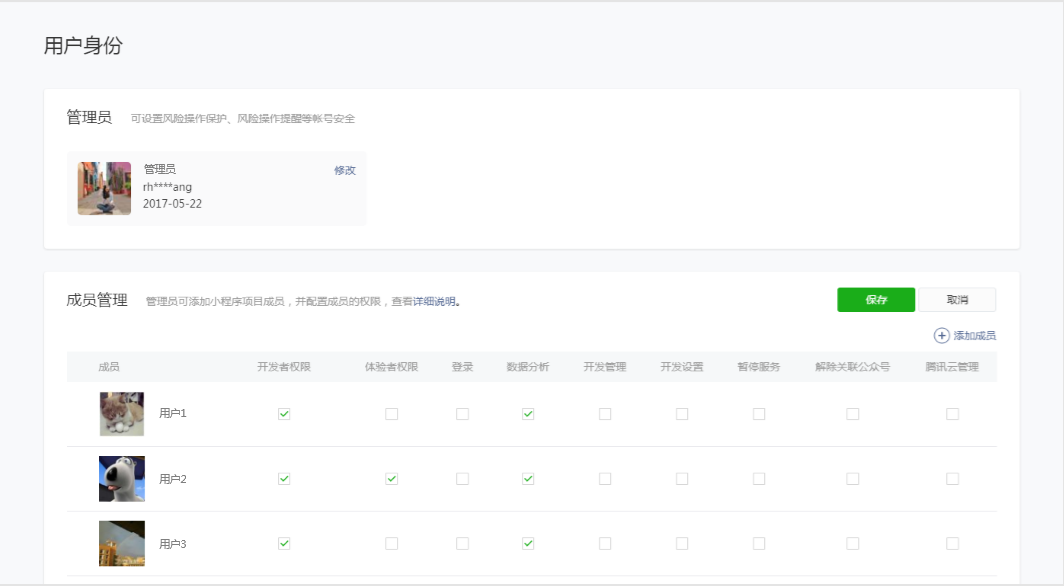 用户身份
管理员 可设置风险操作保护、风险操作提醒等帐号安全
管理员 修改
rh****ang
2017-05-22
成员管理 管理员可添加小程序项目成员，并配置成员的权限，查看详细说明。 保存 取消
添加成员
成员 开发者权限 体验者权限 登录 数据分析 开发管理 开发设置 暂停服务 解除关联公众号 腾讯云管理
用户1
用户2
用户3